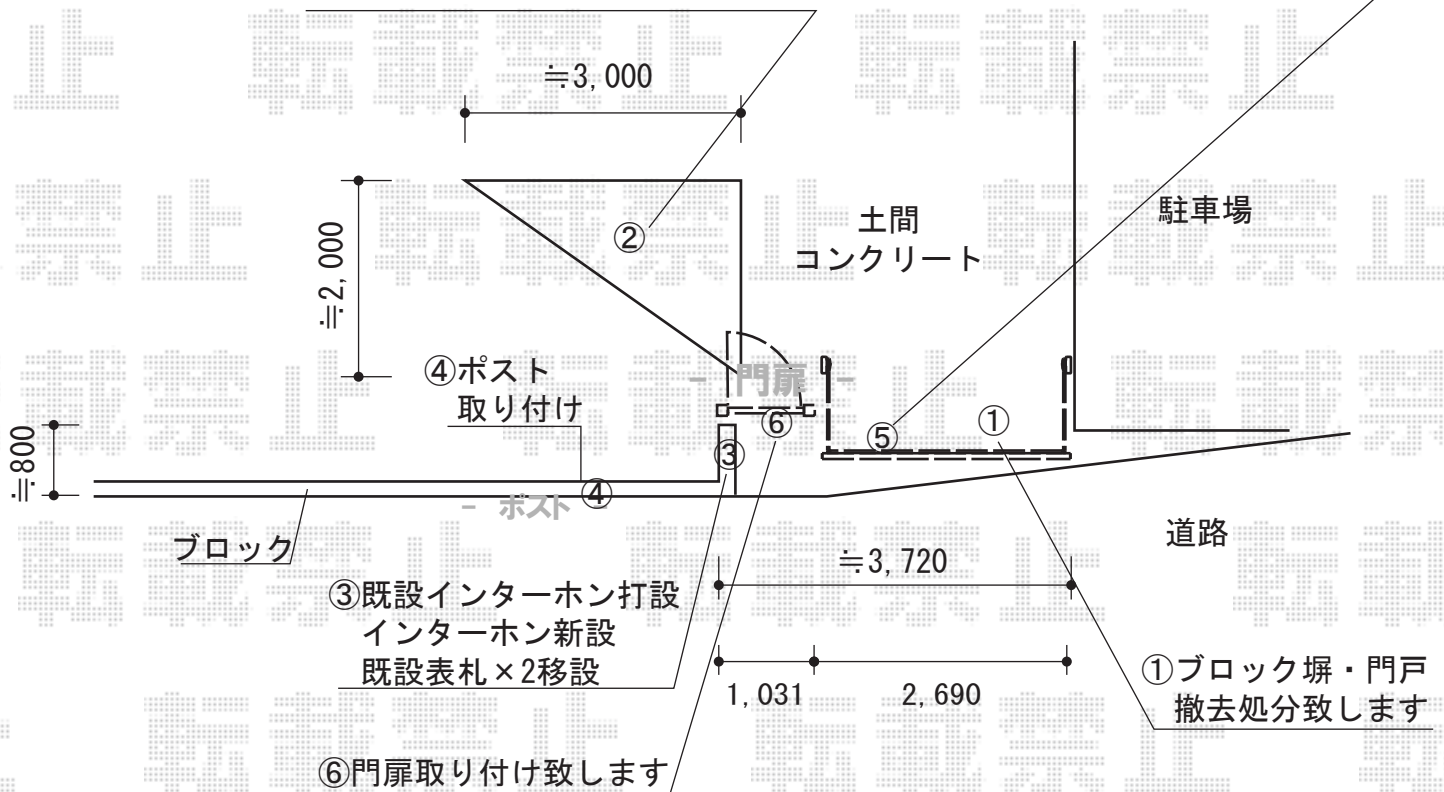 転載禁止
≒3,000
土間
コンクリート
駐車場
②
≒2,000
④ポスト
取り付け
- 門扉 -
⑥
⑤
①
③
≒800
④
- ポスト -
ブロック
道路
≒3,720
③既設インターホン打設
インターホン新設
既設表札×2移設
1,031
2,690
①ブロック塀・門戸
撤去処分致します
⑥門扉取り付け致します